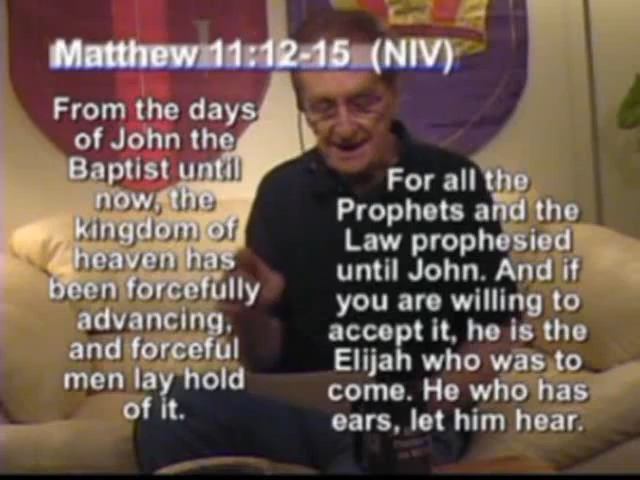 Matthew 11:12-15 (NIV)
From the days
of John the
Baptist until
now, the
kingdom of
heaven has
been forcefully
advancing,
and forceful
men lay hold
of it.
For all the
Prophets and the
Law prophesied
until John. And if
you are willing to
accept it, he is the
Elijah who was to
come. He who has
ears, let him hear.